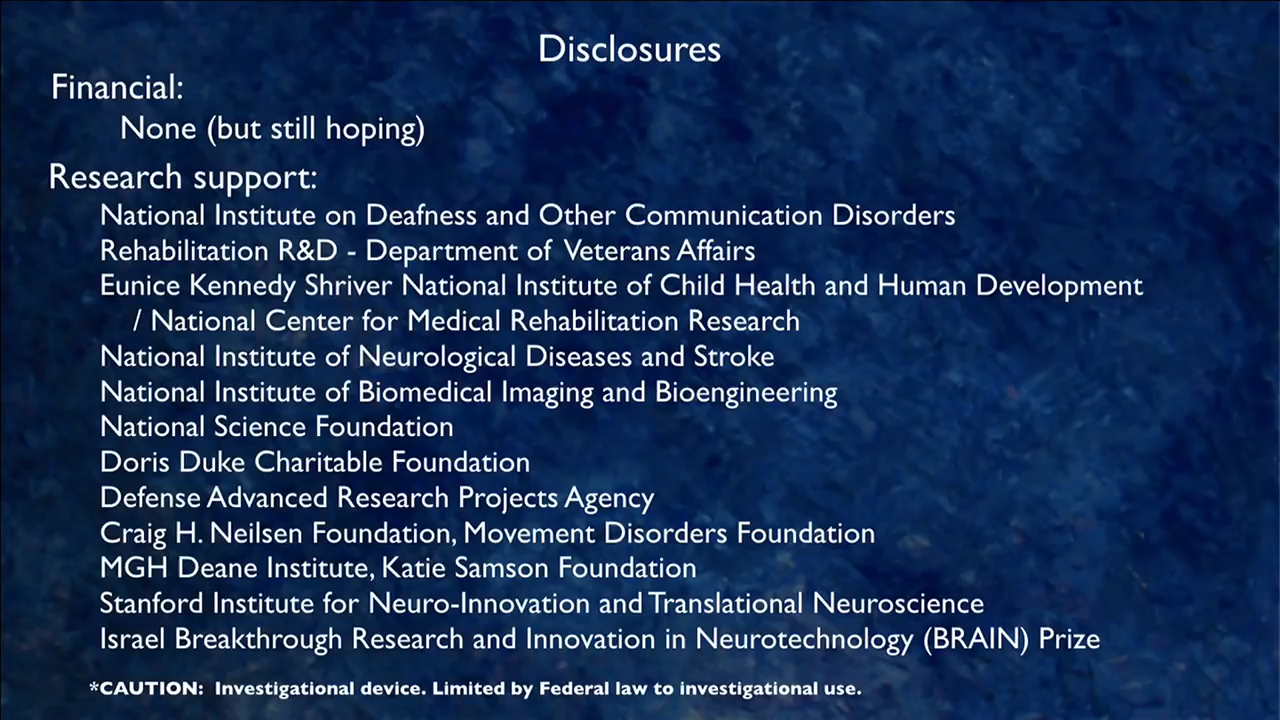 Disclosures
Financial:
None (but still hoping)
Research support:
National Institute on Deafness and Other Communication Disorders
Rehabilitation R&D - Department of Veterans Affairs
Eunice Kennedy Shriver National Institute of Child Health and Human Development
/ National Center for Medical Rehabilitation Research
National Institute of Neurological Diseases and Stroke
National Institute of Biomedical Imaging and Bioengineering
National Science Foundation
Doris Duke Charitable Foundation
Defense Advanced Research Projects Agency
Craig H. Neilsen Foundation, Movement Disorders Foundation
MGH Deane Institute, Katie Samson Foundation
Stanford Institute for Neuro-Innovation and Translational Neuroscience
Israel Breakthrough Research and Innovation in Neurotechnology (BRAIN) Prize
*CAUTION: Investigational device. Limited by Federal law to investigational use.